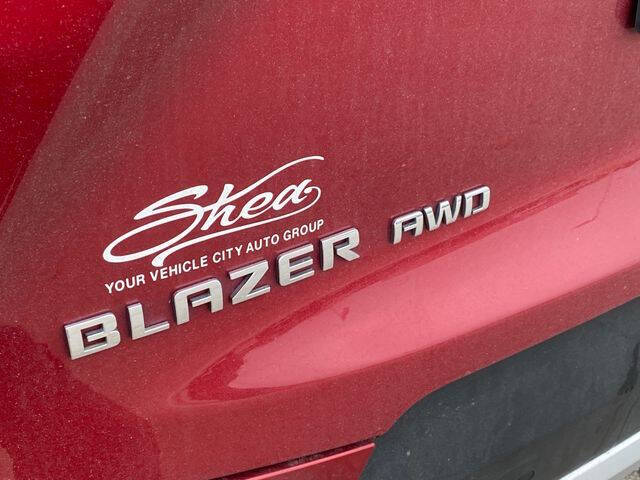 Shea
YOUR VEHICLE CITY AUTO GROUP
BLAZER AWD